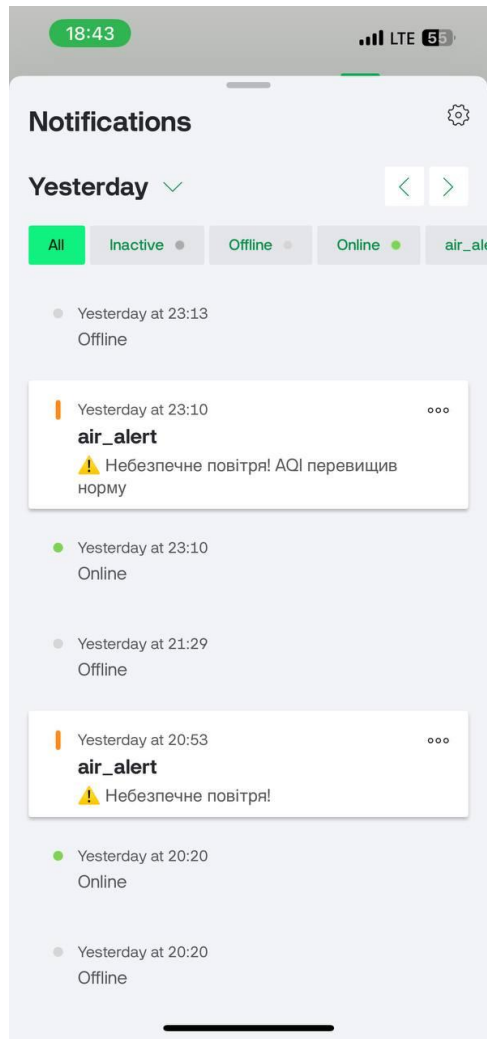 18:43 LTE 55
Notifications
Yesterday
All Inactive Offline Online air_ale
Yesterday at 23:13
Offline
Yesterday at 23:10
air_alert
⚠️ Небезпечне повітря! AQI перевищив
норму
Yesterday at 23:10
Online
Yesterday at 21:29
Offline
Yesterday at 20:53
air_alert
⚠️ Небезпечне повітря!
Yesterday at 20:20
Online
Yesterday at 20:20
Offline